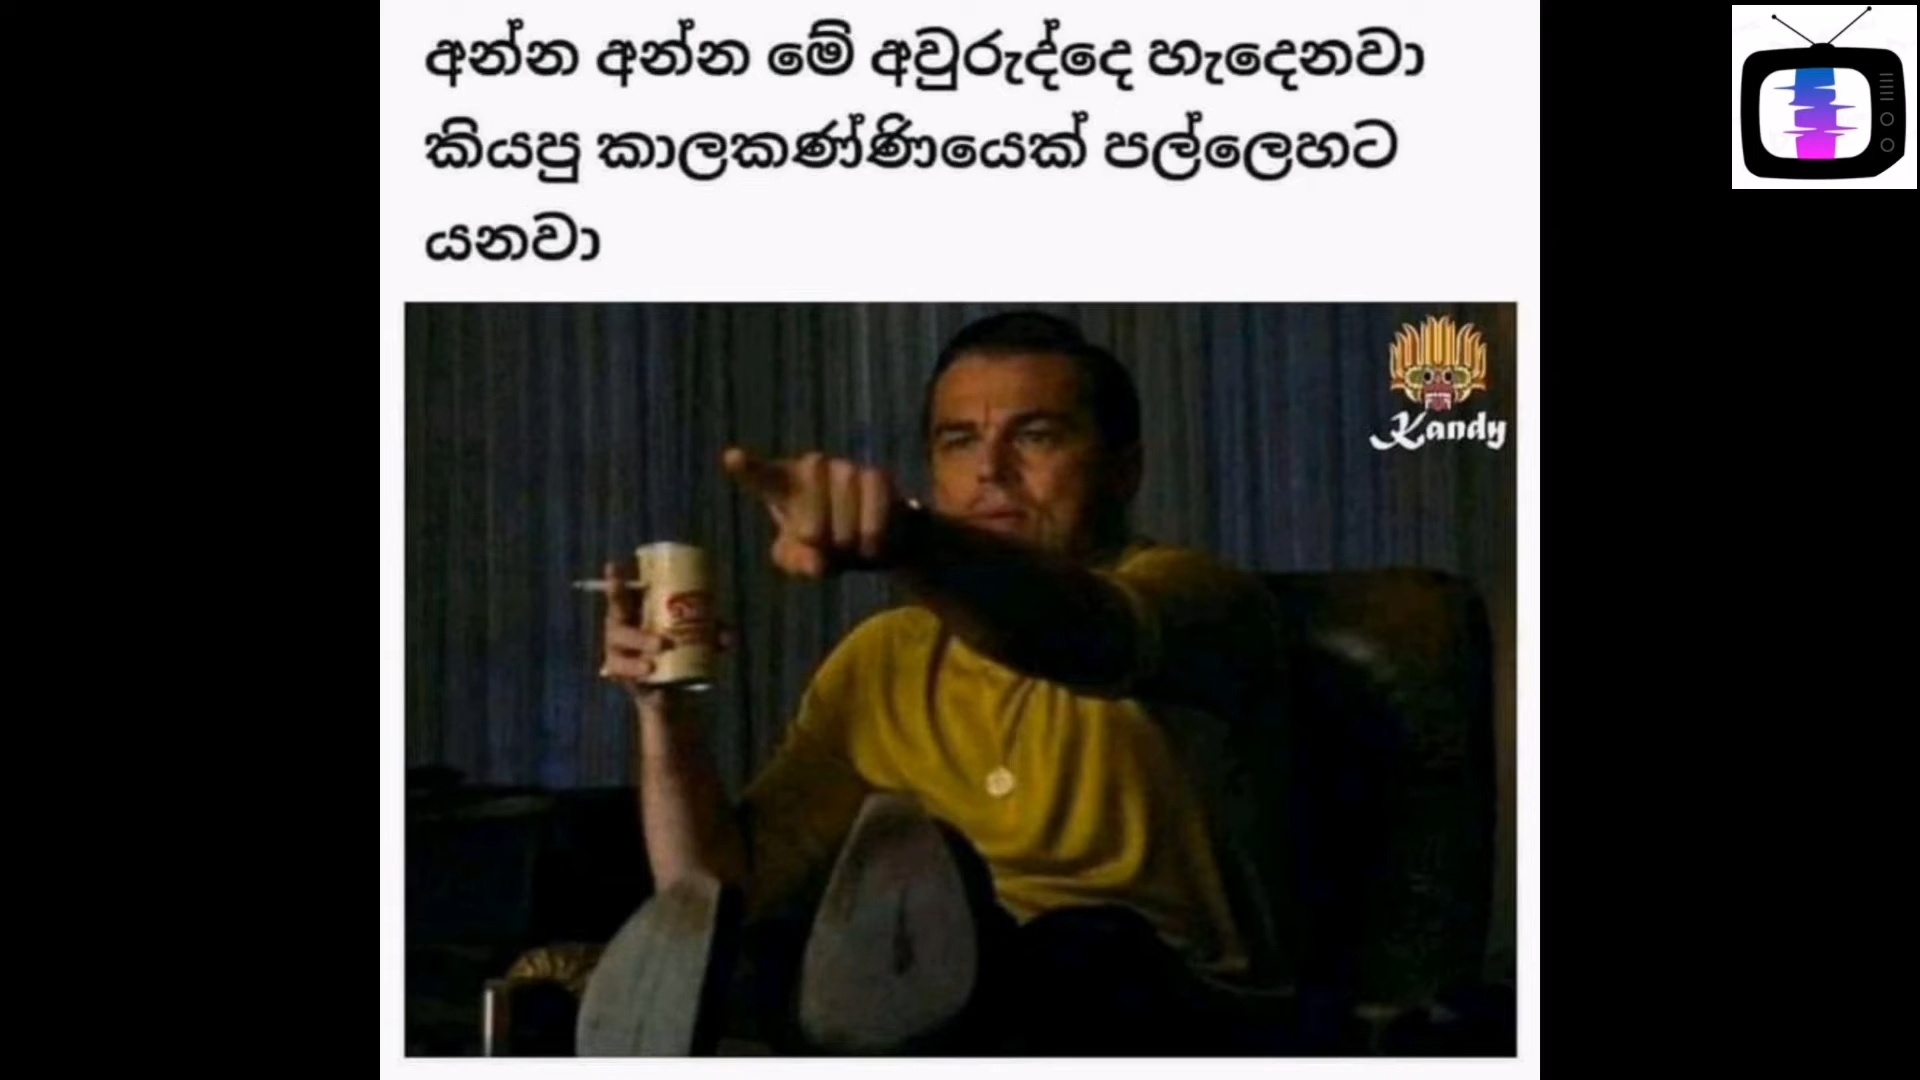 අන්න අන්න මේ අවුරුද්දෙ හැදෙනවා
කියපු කාලකණ්ණියෙක් පල්ලෙහට
යනවා
Kandy